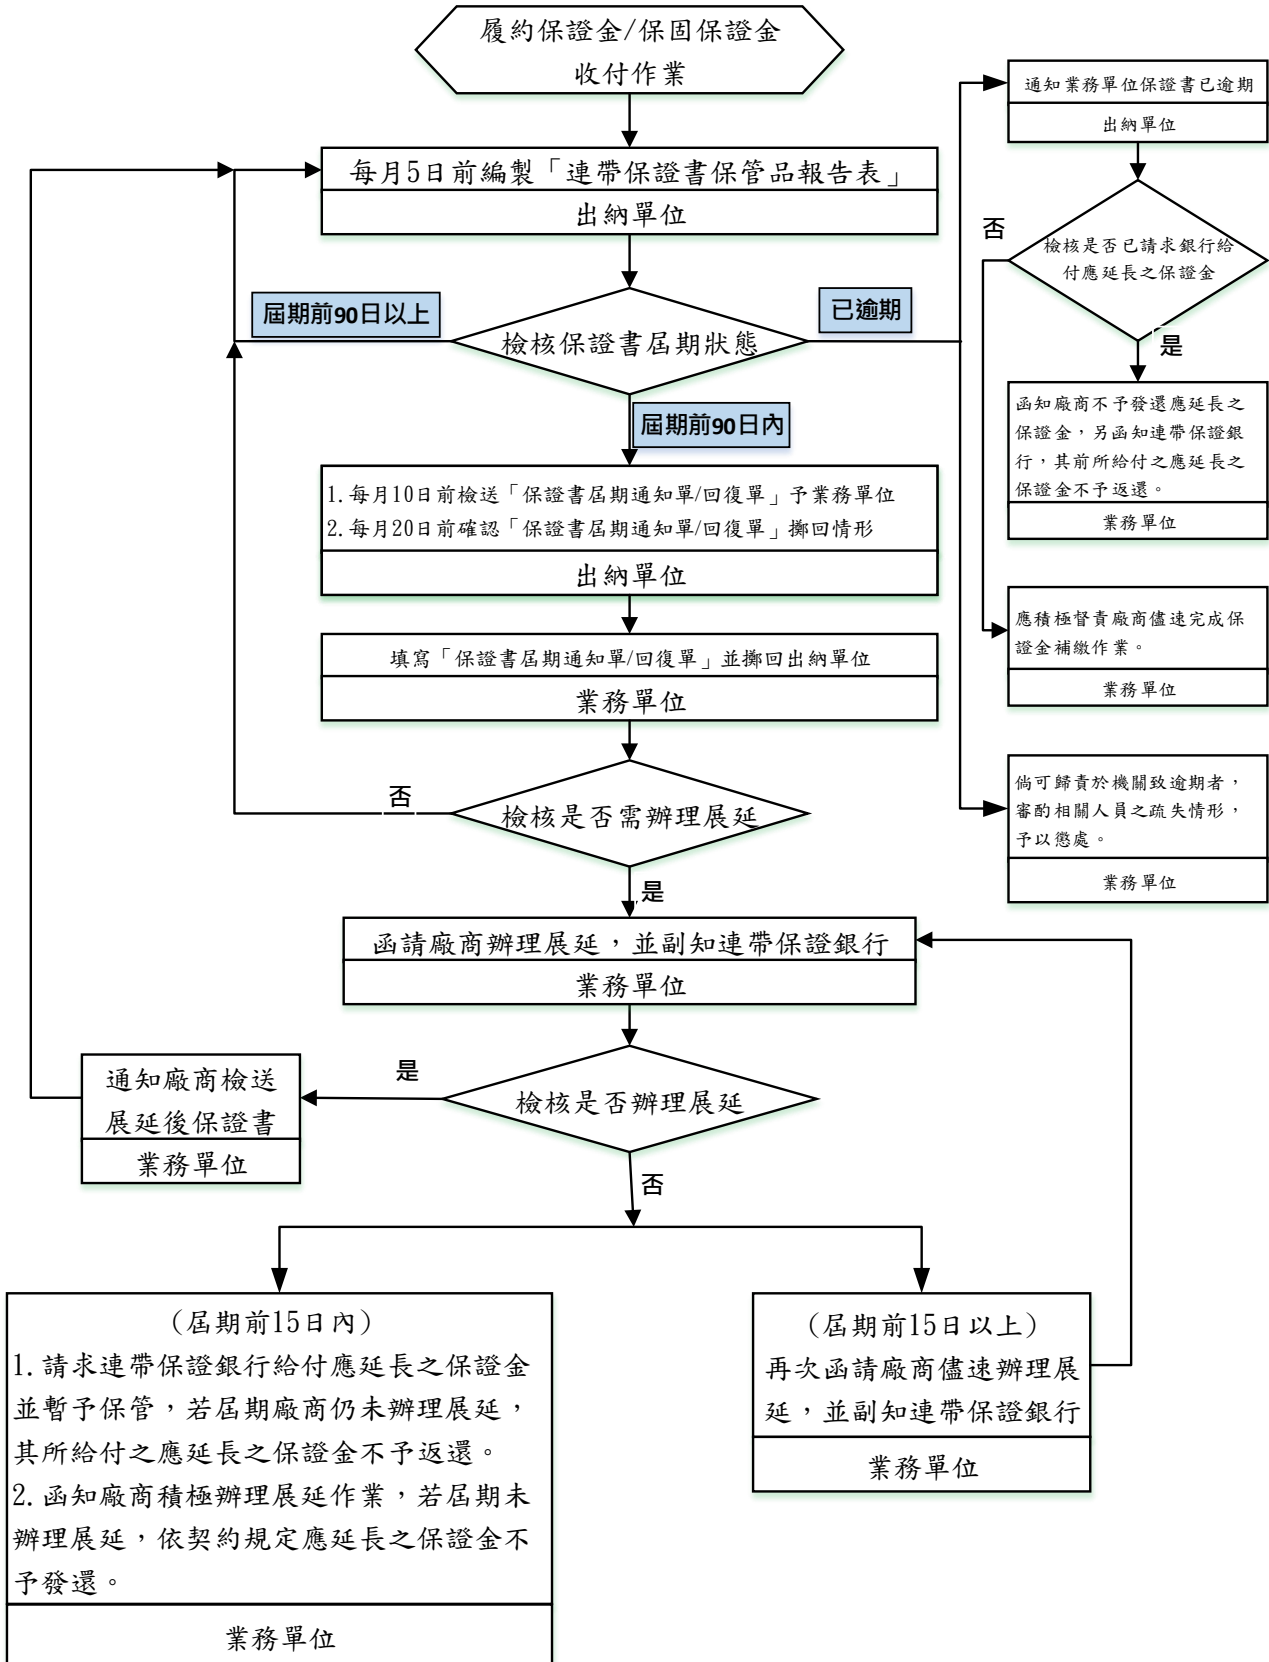 履約保證金/保固保證金
收付作業
每月5日前編製「連帶保證書保管品報告表」
出納單位
屆期前90日以上
檢核保證書屆期狀態
已逾期
屆期前90日內
1.每月10日前檢送「保證書屆期通知單/回復單」予業務單位
2.每月20日前確認「保證書屆期通知單/回復單」擲回情形
出納單位
填寫「保證書屆期通知單/回復單」並擲回出納單位
業務單位
否
檢核是否需辦理展延
是
函請廠商辦理展延，並副知連帶保證銀行
業務單位
是
檢核是否辦理展延
否
通知廠商檢送
展延後保證書
業務單位
(屆期前15日內)
1.請求連帶保證銀行給付應延長之保證金
並暫予保管，若屆期廠商仍未辦理展延，
其所給付之應延長之保證金不予返還。
2.函知廠商積極辦理展延作業，若屆期未
辦理展延，依契約規定應延長之保證金不
予發還。
業務單位
(屆期前15日以上)
再次函請廠商儘速辦理展
延，並副知連帶保證銀行
業務單位
通知業務單位保證書已逾期
出納單位
否
檢核是否已請求銀行給
付應延長之保證金
是
函知廠商不予發還應延長之
保證金，另函知連帶保證銀
行，其前所給付之應延長之
保證金不予返還。
業務單位
應積極督責廠商儘速完成保
證金補繳作業。
業務單位
倘可歸責於機關致逾期者，
審酌相關人員之疏失情形，
予以懲處。
業務單位